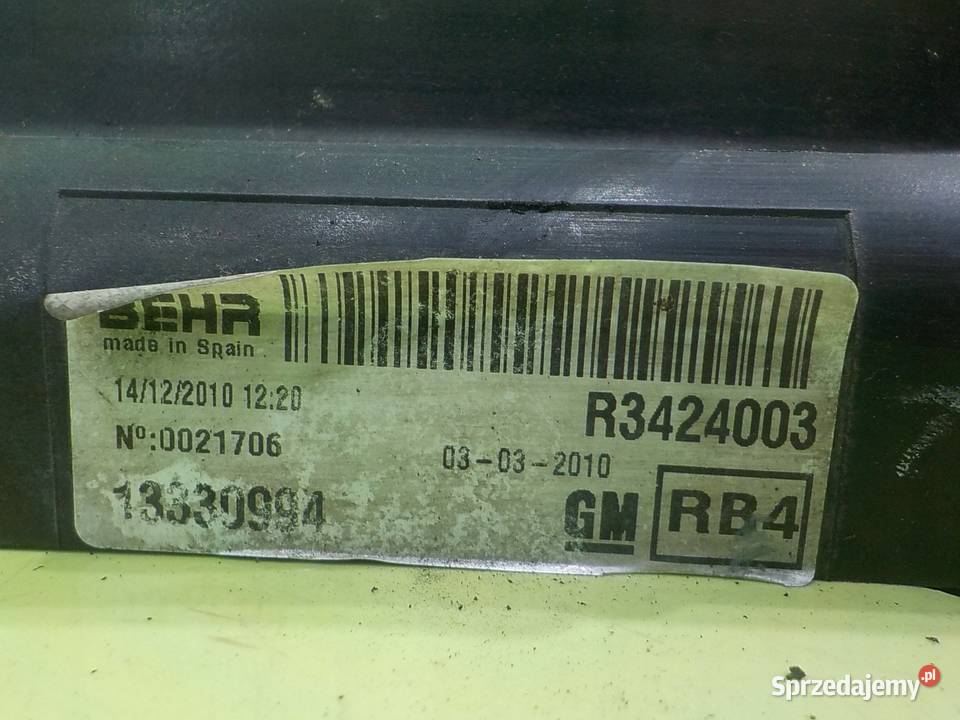 BEHR
made in Spain
14/12/2010 12:20
R3424003
Nº:0021706
03-03-2010
13330994
GM
RB4
Sprzedajemy.pl